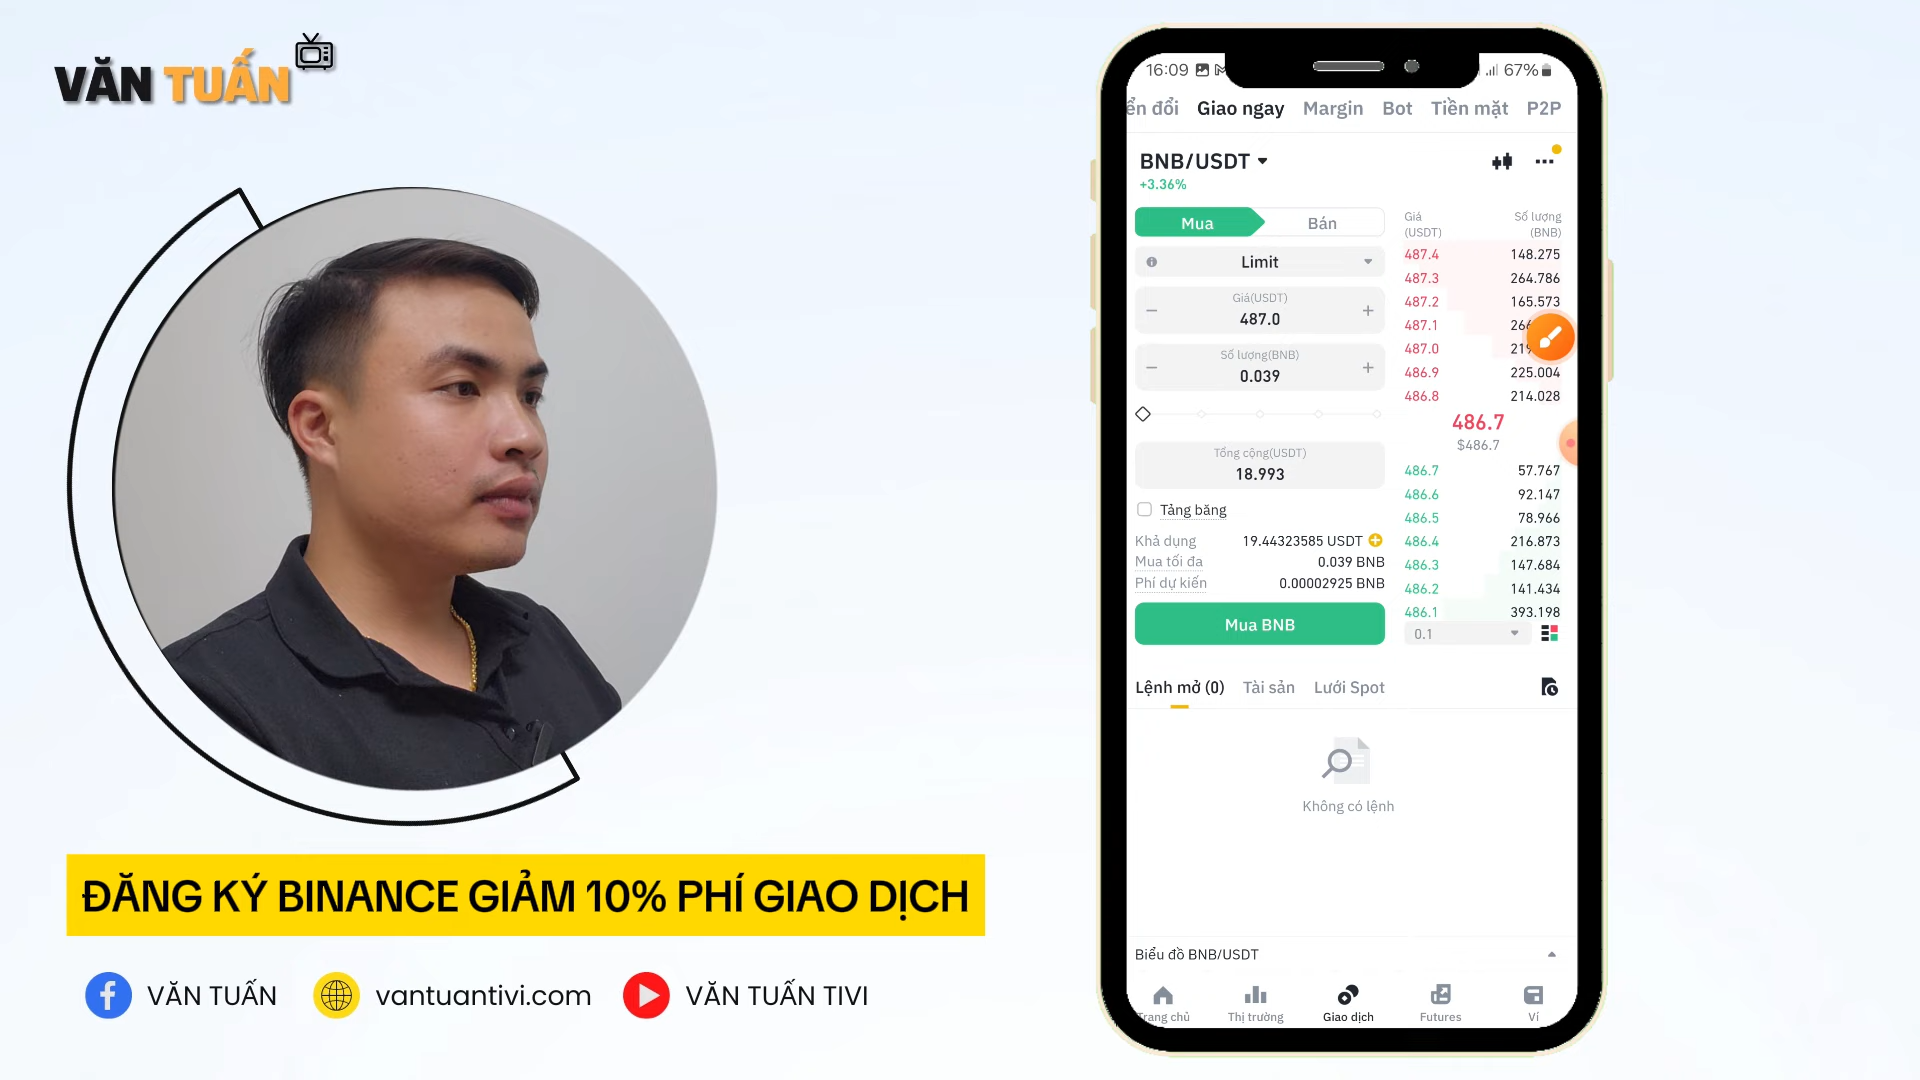 VĂN TUẤN
ĐĂNG KÝ BINANCE GIẢM 10% PHÍ GIAO DỊCH
VĂN TUẤN
vantuantivi.com
VĂN TUẤN TIVI
16:09
67%
ển đổi Giao ngay Margin Bot Tiền mặt P2P
BNB/USDT
+3.36%
Mua Bán
Limit
Giá(USDT)
487.0
Số lượng(BNB)
0.039
Tổng cộng(USDT)
18.993
Tảng băng
Khả dụng 19.44323585 USDT
Mua tối đa 0.039 BNB
Phí dự kiến 0.00002925 BNB
Mua BNB
Giá Số lượng
(USDT) (BNB)
487.4 148.275
487.3 264.786
487.2 165.573
487.1
487.0
486.9 225.004
486.8 214.028
486.7
$486.7
486.7 57.767
486.6 92.147
486.5 78.966
486.4 216.873
486.3 147.684
486.2 141.434
486.1 393.198
0.1
Lệnh mở (0) Tài sản Lưới Spot
Không có lệnh
Biểu đồ BNB/USDT
Trang chủ Thị trường Giao dịch Futures Ví